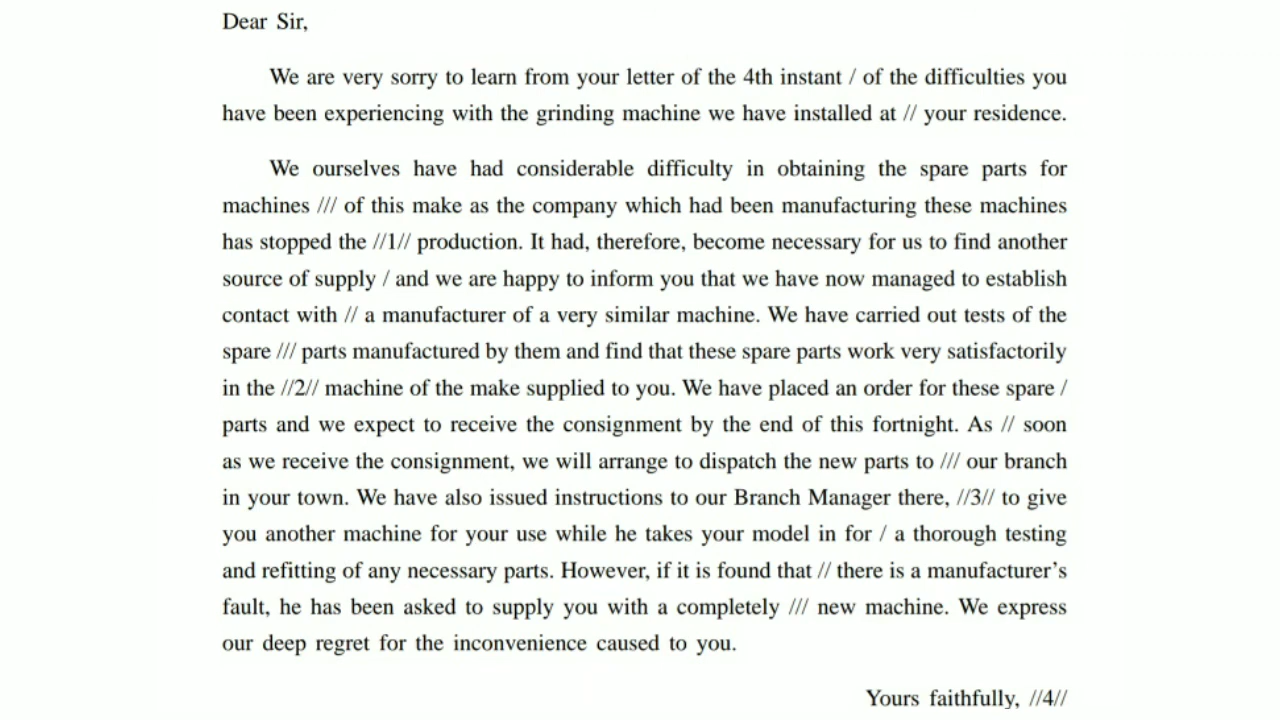 Dear Sir,
We are very sorry to learn from your letter of the 4th instant / of the difficulties you
have been experiencing with the grinding machine we have installed at // your residence.
We ourselves have had considerable difficulty in obtaining the spare parts for
machines /// of this make as the company which had been manufacturing these machines
has stopped the //1// production. It had, therefore, become necessary for us to find another
source of supply / and we are happy to inform you that we have now managed to establish
contact with // a manufacturer of a very similar machine. We have carried out tests of the
spare /// parts manufactured by them and find that these spare parts work very satisfactorily
in the //2// machine of the make supplied to you. We have placed an order for these spare /
parts and we expect to receive the consignment by the end of this fortnight. As // soon
as we receive the consignment, we will arrange to dispatch the new parts to /// our branch
in your town. We have also issued instructions to our Branch Manager there, //3// to give
you another machine for your use while he takes your model in for / a thorough testing
and refitting of any necessary parts. However, if it is found that // there is a manufacturer's
fault, he has been asked to supply you with a completely /// new machine. We express
our deep regret for the inconvenience caused to you.
Yours faithfully, //4//